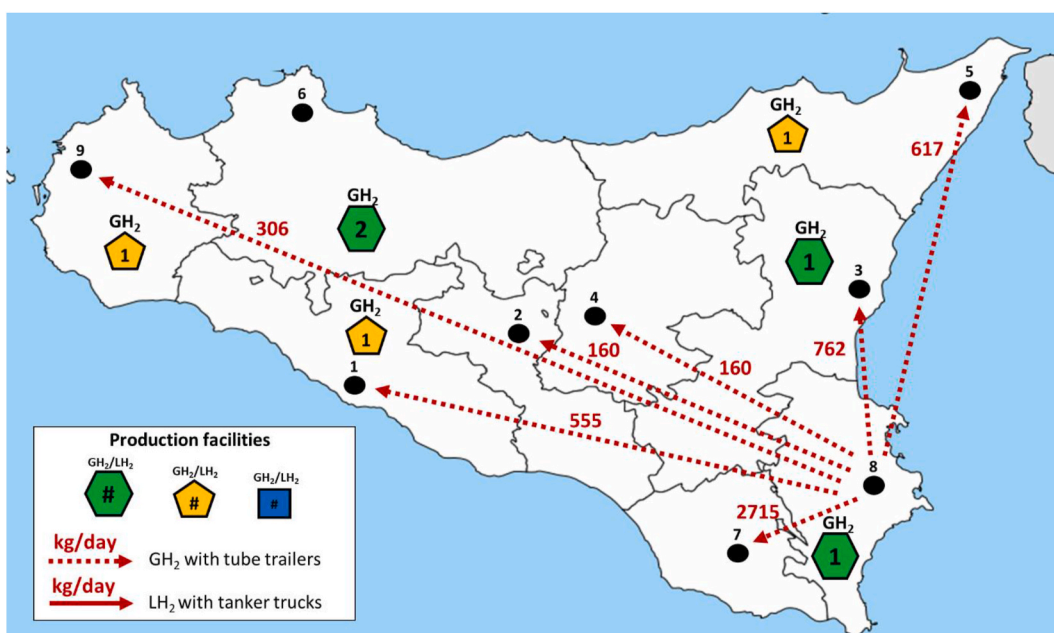 5
6
GH₂
1
617
9
GH₂
2
306
GH₂
1
GH₂
1
3
GH₂
1
4
2
160
762
160
1
555
8
2715
GH₂
1
7
Production facilities
GH₂/LH₂
GH₂/LH₂
GH₂/LH₂
#
#
#
kg/day
GH₂ with tube trailers
kg/day
LH₂ with tanker trucks